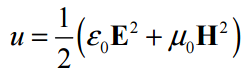 u = 1/2 (ε₀E² + μ₀H²)